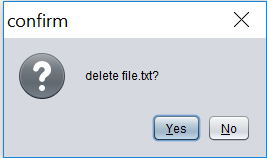 confirm
delete file.txt?
Yes No